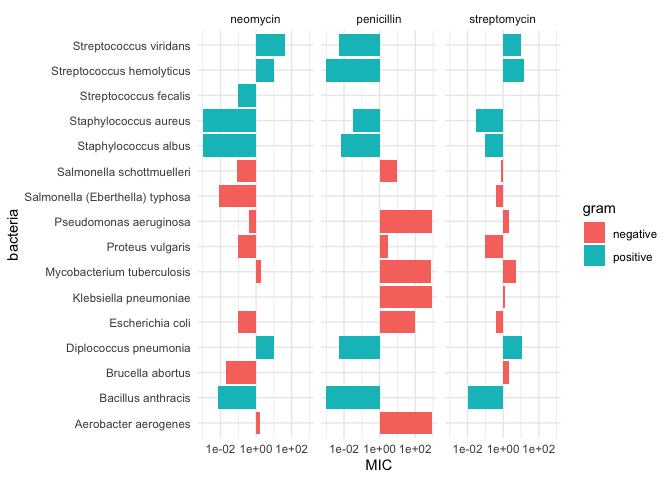 neomycin penicillin streptomycin
Streptococcus viridans
Streptococcus hemolyticus
Streptococcus fecalis
Staphylococcus aureus
Staphylococcus albus
Salmonella schottmuelleri
Salmonella (Eberthella) typhosa
Pseudomonas aeruginosa
Proteus vulgaris
Mycobacterium tuberculosis
Klebsiella pneumoniae
Escherichia coli
Diplococcus pneumonia
Brucella abortus
Bacillus anthracis
Aerobacter aerogenes
bacteria
1e-02 1e+00 1e+02 1e-02 1e+00 1e+02 1e-02 1e+00 1e+02
MIC
gram
negative
positive